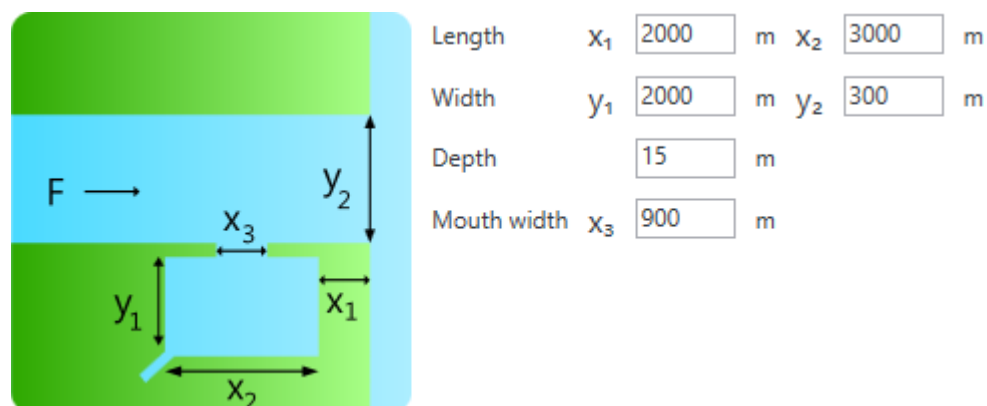 Length x₁ 2000 m x₂ 3000 m
Width y₁ 2000 m y₂ 300 m
Depth 15 m
Mouth width x₃ 900 m
F
y₂
x₃
y₁
x₁
x₂